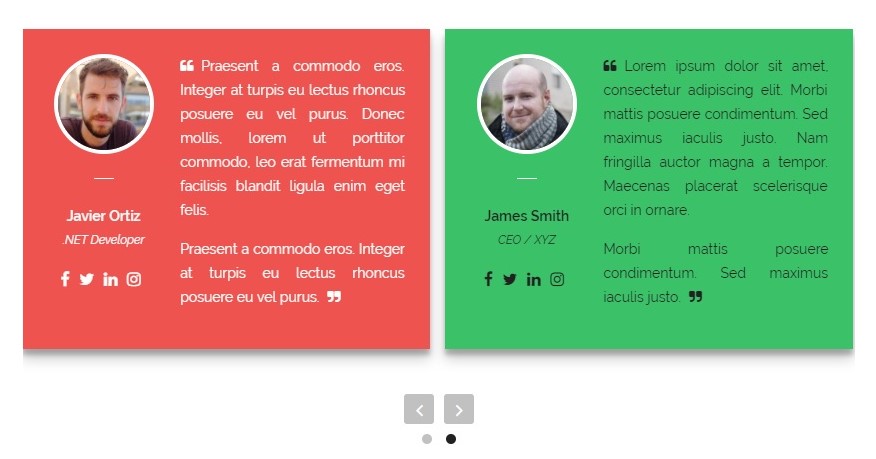 Javier Ortiz
.NET Developer
“ Praesent a commodo eros.
Integer at turpis eu lectus rhoncus
posuere eu vel purus. Donec
mollis, lorem ut porttitor
commodo, leo erat fermentum mi
facilisis blandit ligula enim eget
felis.
Praesent a commodo eros. Integer
at turpis eu lectus rhoncus
posuere eu vel purus. ”
James Smith
CEO / XYZ
“ Lorem ipsum dolor sit amet,
consectetur adipiscing elit. Morbi
mattis posuere condimentum. Sed
maximus iaculis justo. Nam
fringilla auctor magna a tempor.
Maecenas placerat scelerisque
orci in ornare.
Morbi mattis posuere
condimentum. Sed maximus
iaculis justo. ”